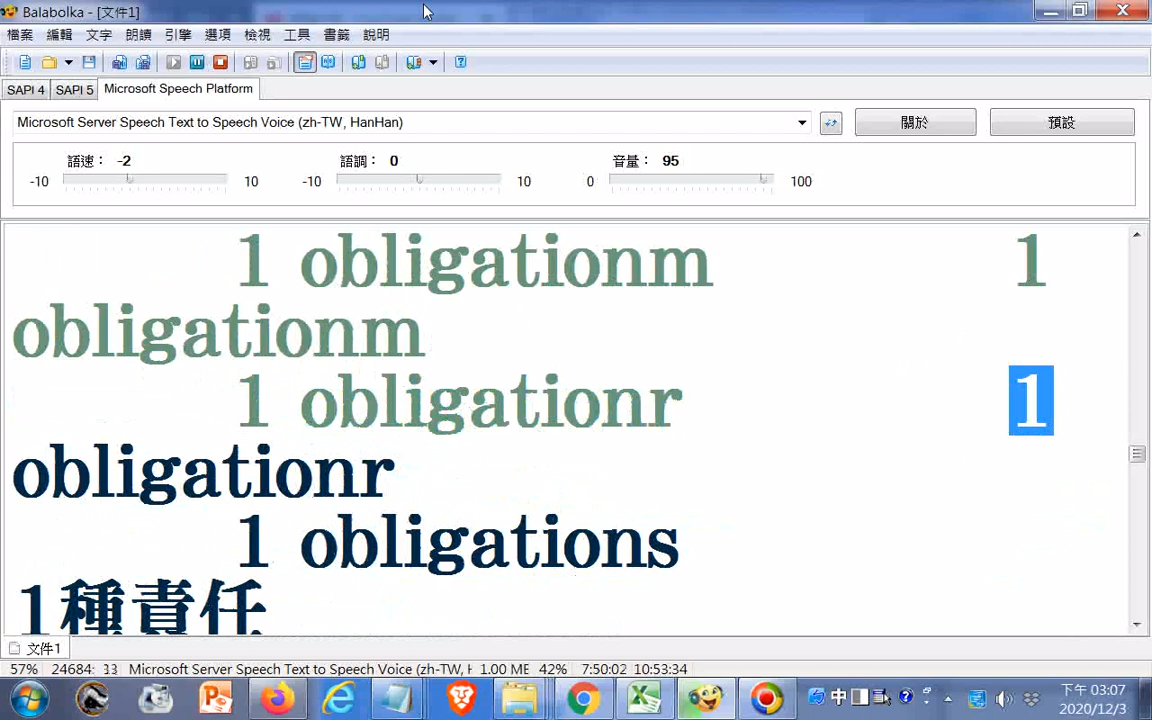 Balabolka - [文件1]
檔案 編輯 文字 朗讀 引擎 選項 檢視 工具 書籤 說明
SAPI 4 SAPI 5 Microsoft Speech Platform
Microsoft Server Speech Text to Speech Voice (zh-TW, HanHan) 關於 預設
語速： -2 語調： 0 音量： 95
-10 10 -10 10 0 100
1 obligationm 1
obligationm
1 obligationr 1
obligationr
1 obligations
1種責任
文件1
57% 24684: 33 Microsoft Server Speech Text to Speech Voice (zh-TW, H 1.00 ME 42% 7:50:02 10:53:34
中 下午 03:07
2020/12/3